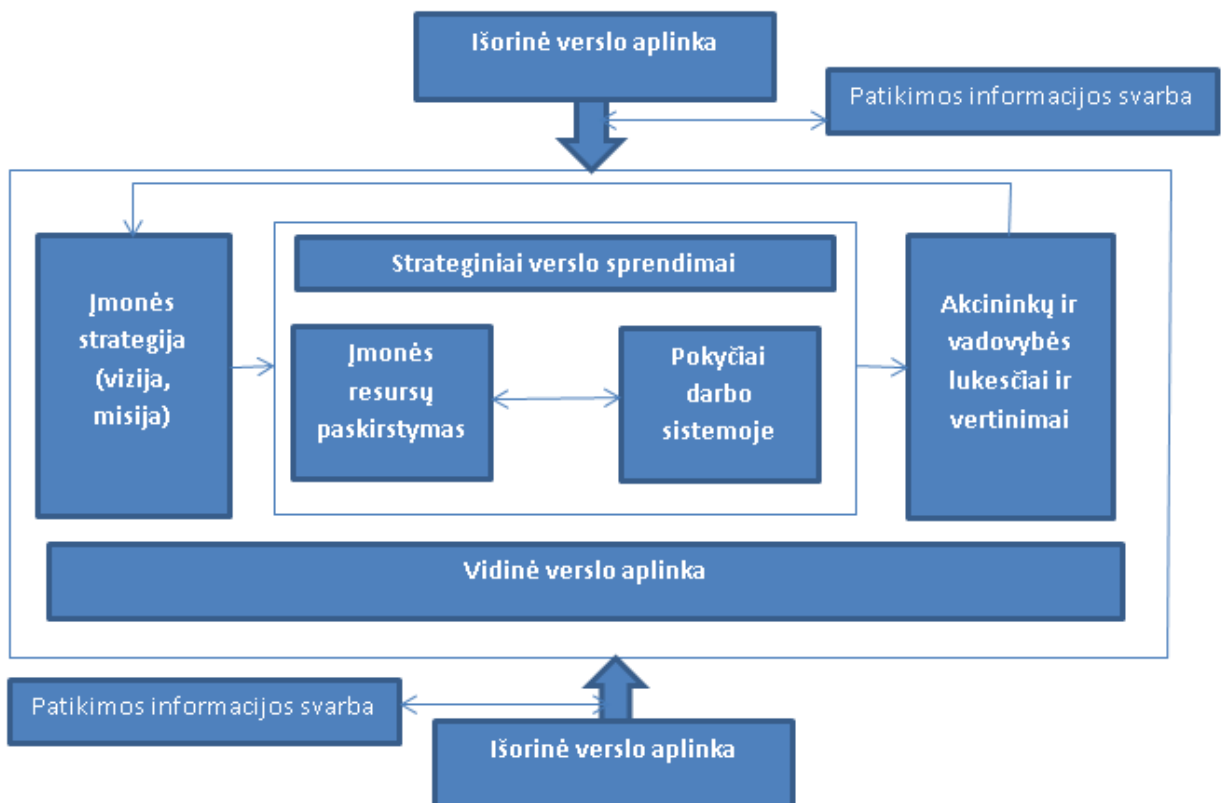 Išorinė verslo aplinka
Patikimos informacijos svarba
Strateginiai verslo sprendimai
Įmonės
strategija
(vizija,
misija)
Įmonės
resursų
paskirstymas
Pokyčiai
darbo
sistemoje
Akcininkų ir
vadovybės
lukesčiai ir
vertinimai
Vidinė verslo aplinka
Patikimos informacijos svarba
Išorinė verslo aplinka